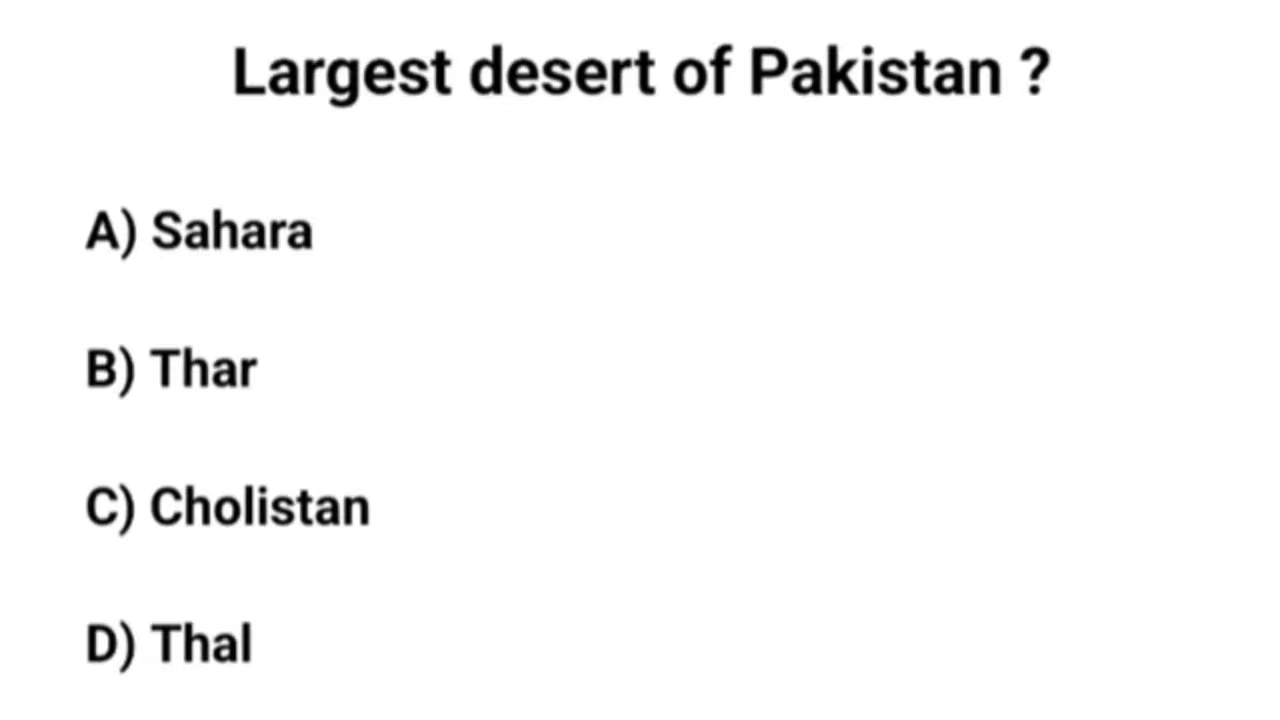 Largest desert of Pakistan ?
A) Sahara
B) Thar
C) Cholistan
D) Thal